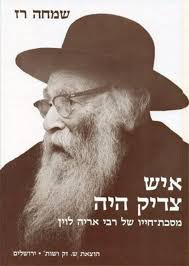 שמחה רז
איש
צדיק היה
מסכת-חייו של רבי אריה לוין
הוצאת ש. זק ושות' • ירושלים